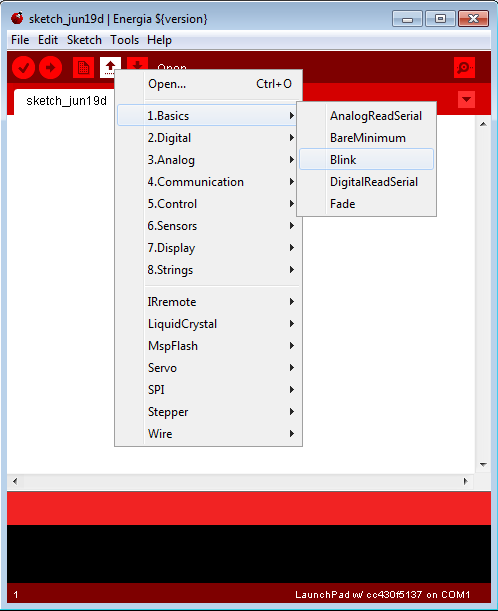 sketch_jun19d | Energia ${version}
File Edit Sketch Tools Help
Open
sketch_jun19d
Open... Ctrl+O
1.Basics
2.Digital
3.Analog
4.Communication
5.Control
6.Sensors
7.Display
8.Strings
IRremote
LiquidCrystal
MspFlash
Servo
SPI
Stepper
Wire
AnalogReadSerial
BareMinimum
Blink
DigitalReadSerial
Fade
1 LaunchPad w/ cc430f5137 on COM1